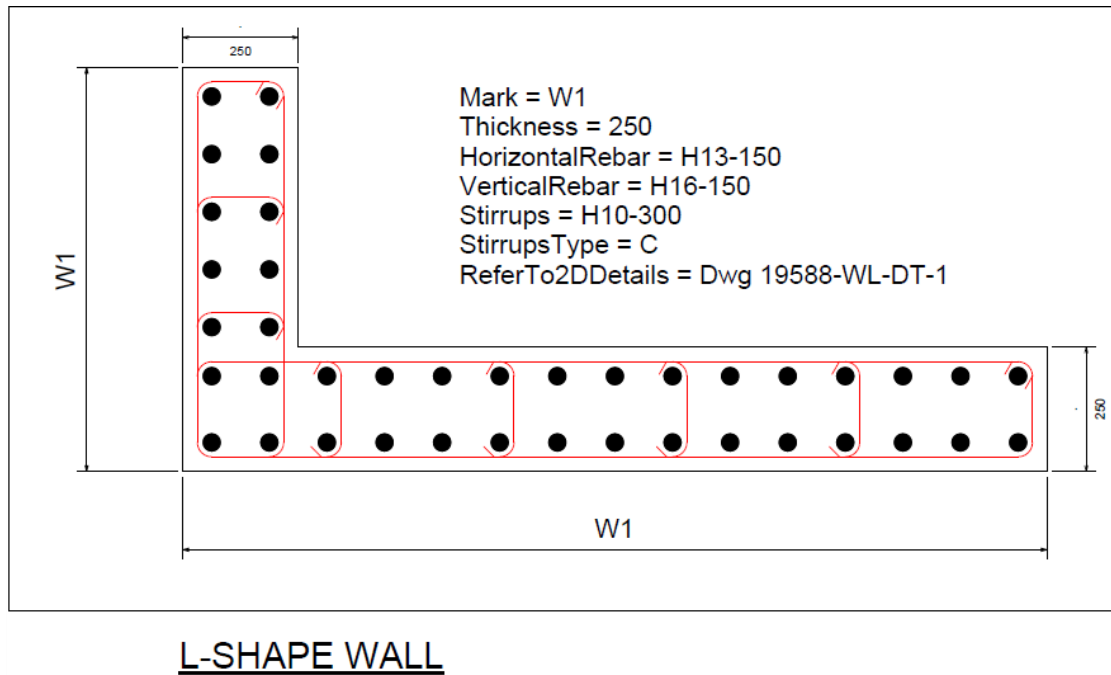 250
Mark = W1
Thickness = 250
HorizontalRebar = H13-150
VerticalRebar = H16-150
Stirrups = H10-300
StirrupsType = C
ReferTo2DDetails = Dwg 19588-WL-DT-1
W1
250
W1
L-SHAPE WALL